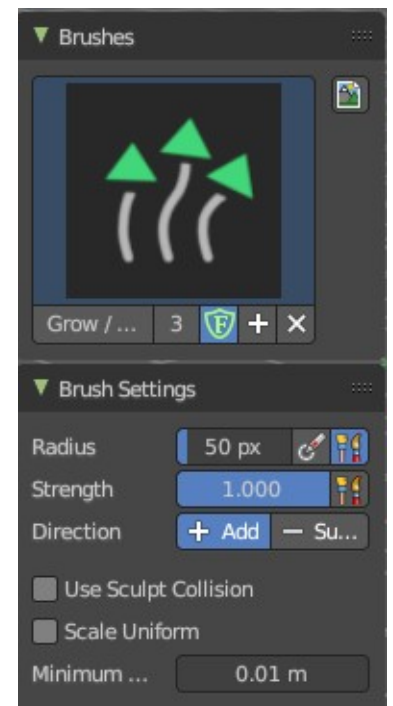 Brushes
Grow / ... 3 F
Brush Settings
Radius 50 px
Strength 1.000
Direction + Add − Su...
Use Sculpt Collision
Scale Uniform
Minimum ... 0.01 m